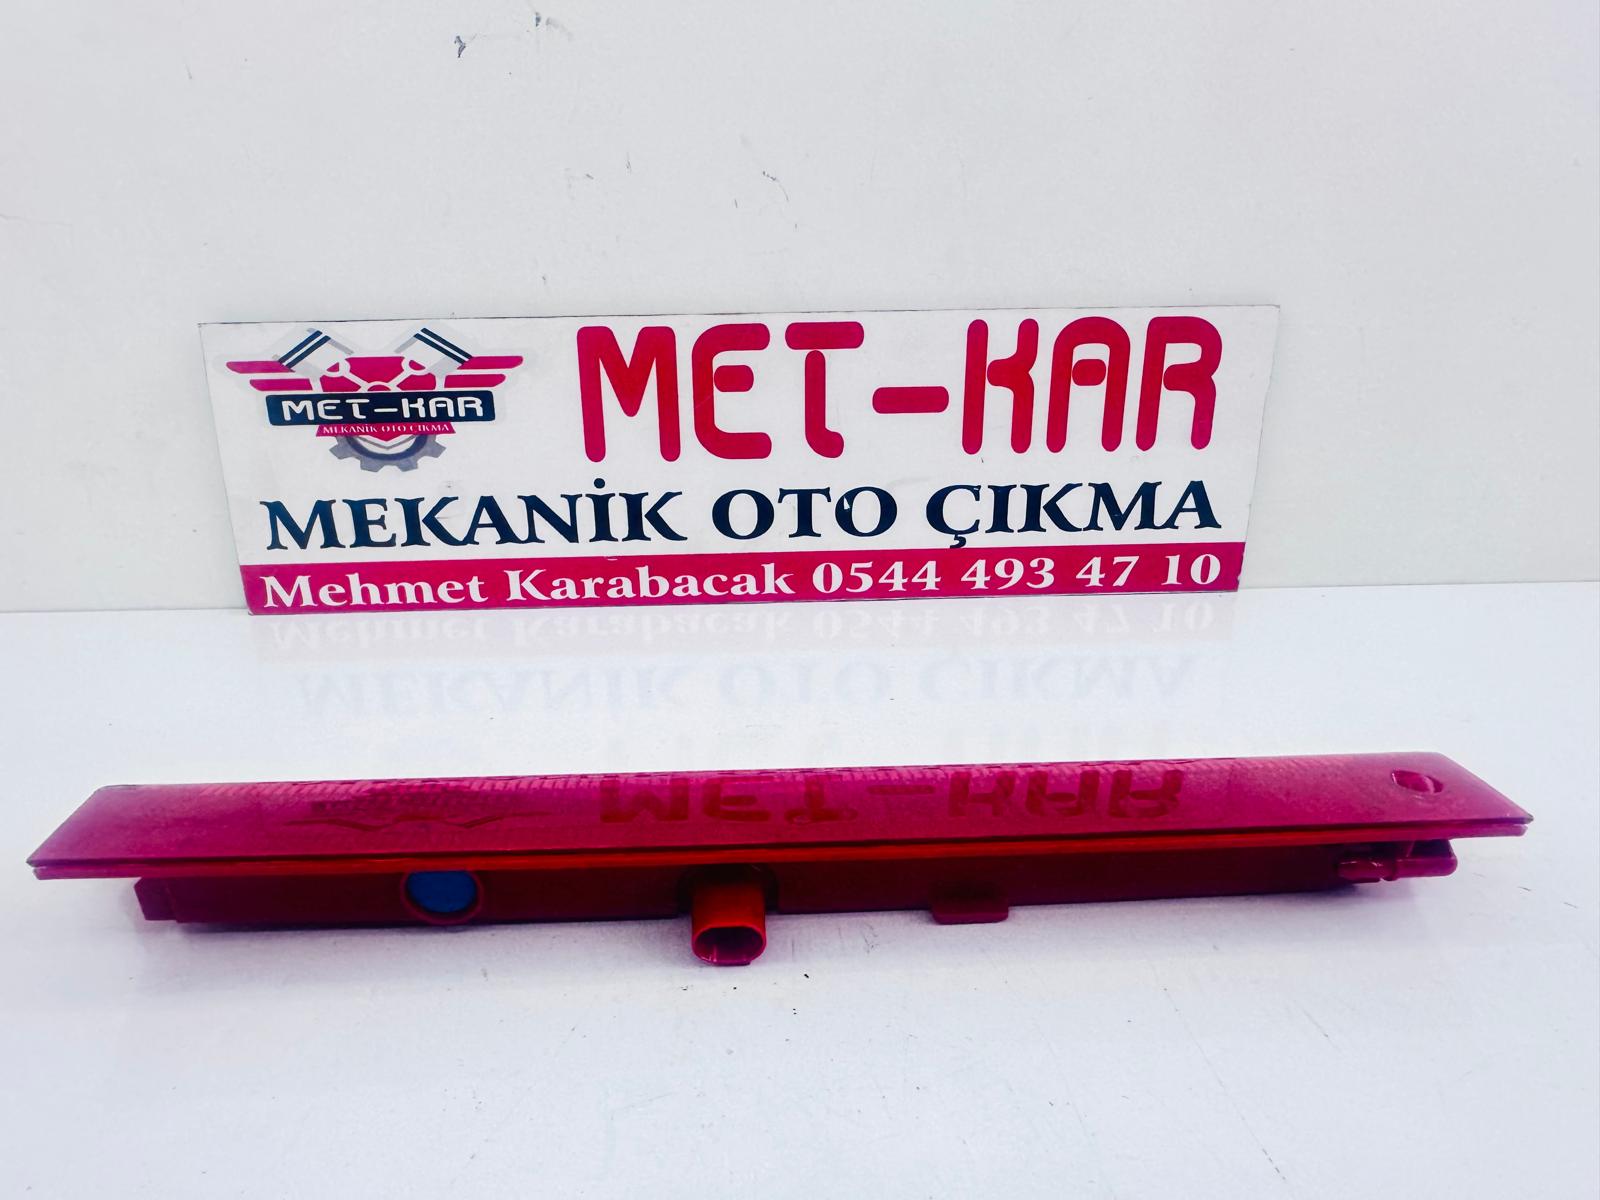 MET-KAR
MEKANİK OTO ÇIKMA
MET-KAR
MEKANİK OTO ÇIKMA
Mehmet Karabacak 0544 493 47 10